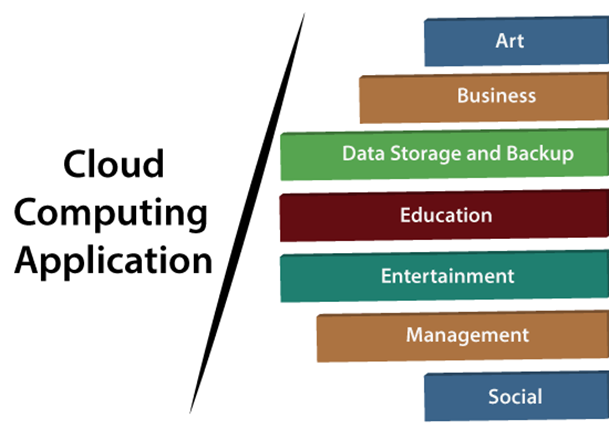 Cloud
Computing
Application
Art
Business
Data Storage and Backup
Education
Entertainment
Management
Social